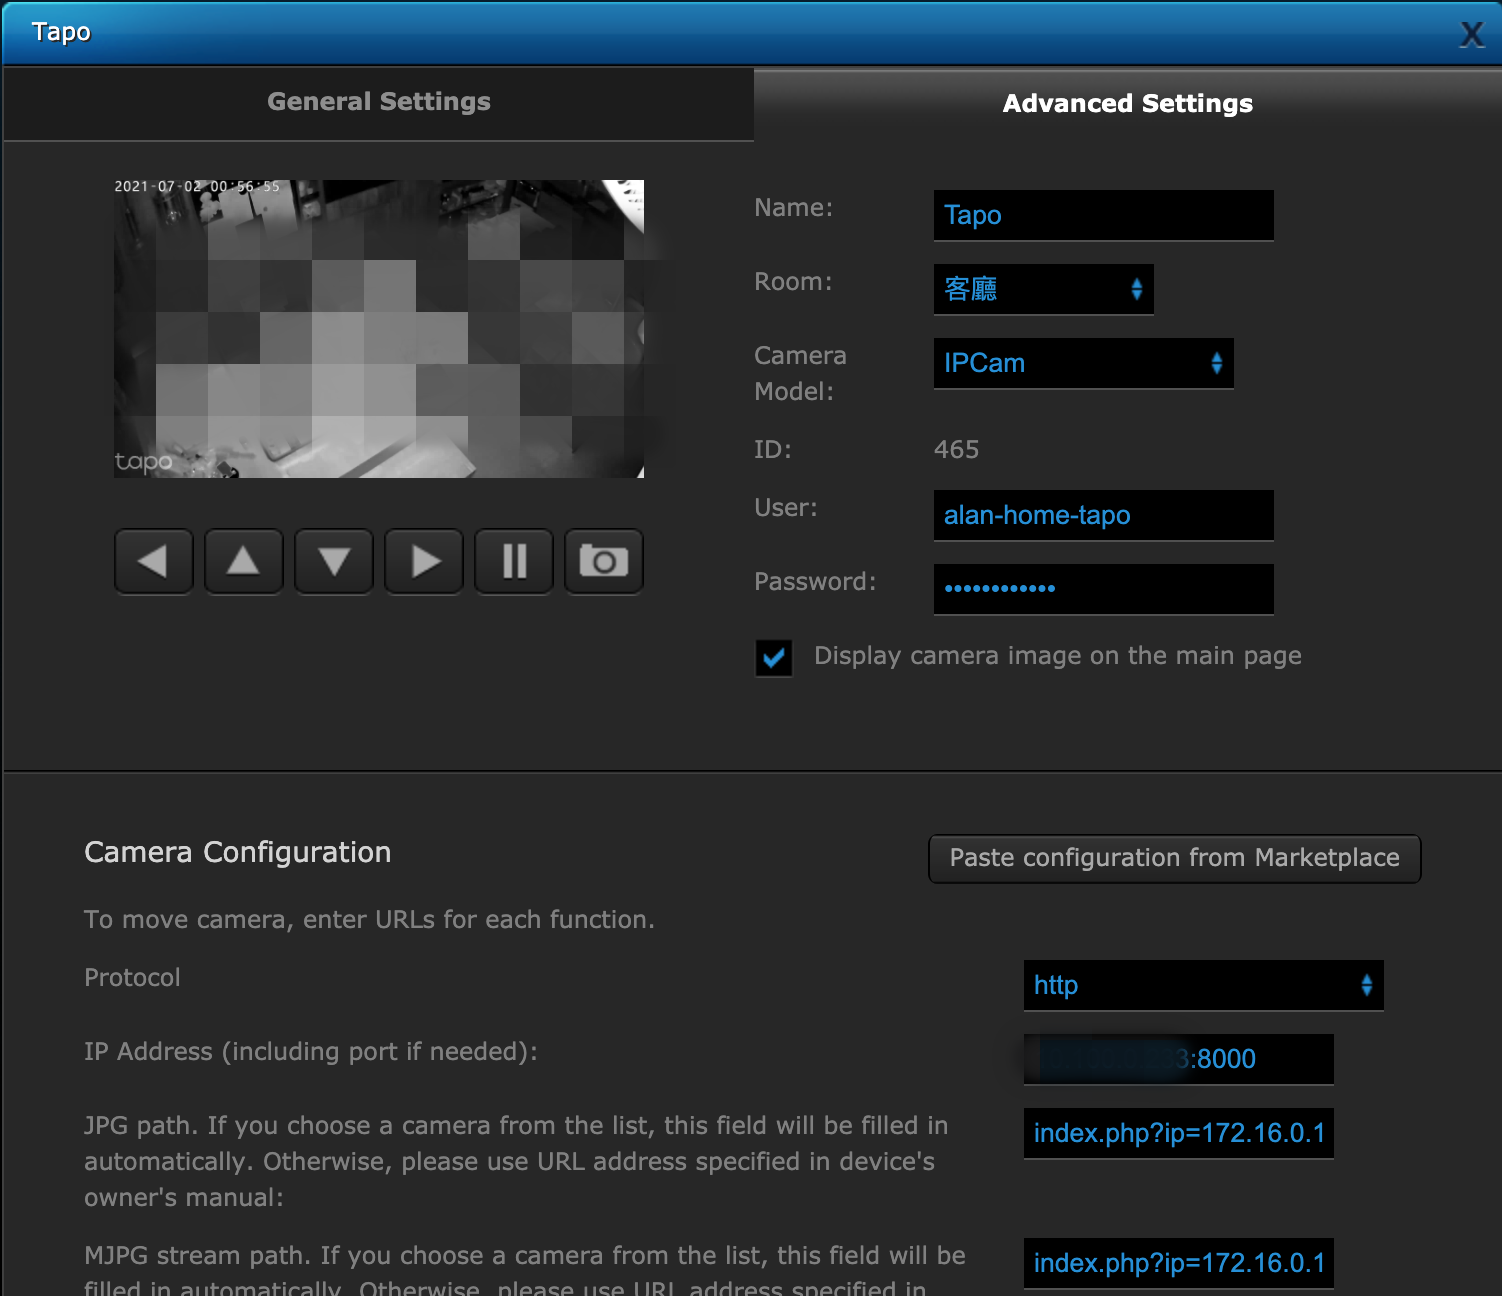 Tapo
X
General Settings
Advanced Settings
2021-07-02 00:56:55
tapo
Name:
Tapo
Room:
客廳
Camera
Model:
IPCam
ID:
465
User:
alan-home-tapo
Password:
••••••••••••
Display camera image on the main page
Camera Configuration
Paste configuration from Marketplace
To move camera, enter URLs for each function.
Protocol
http
IP Address (including port if needed):
3:8000
JPG path. If you choose a camera from the list, this field will be filled in
automatically. Otherwise, please use URL address specified in device's
owner's manual:
index.php?ip=172.16.0.1
MJPG stream path. If you choose a camera from the list, this field will be
filled in automatically. Otherwise, please use URL address specified in
index.php?ip=172.16.0.1